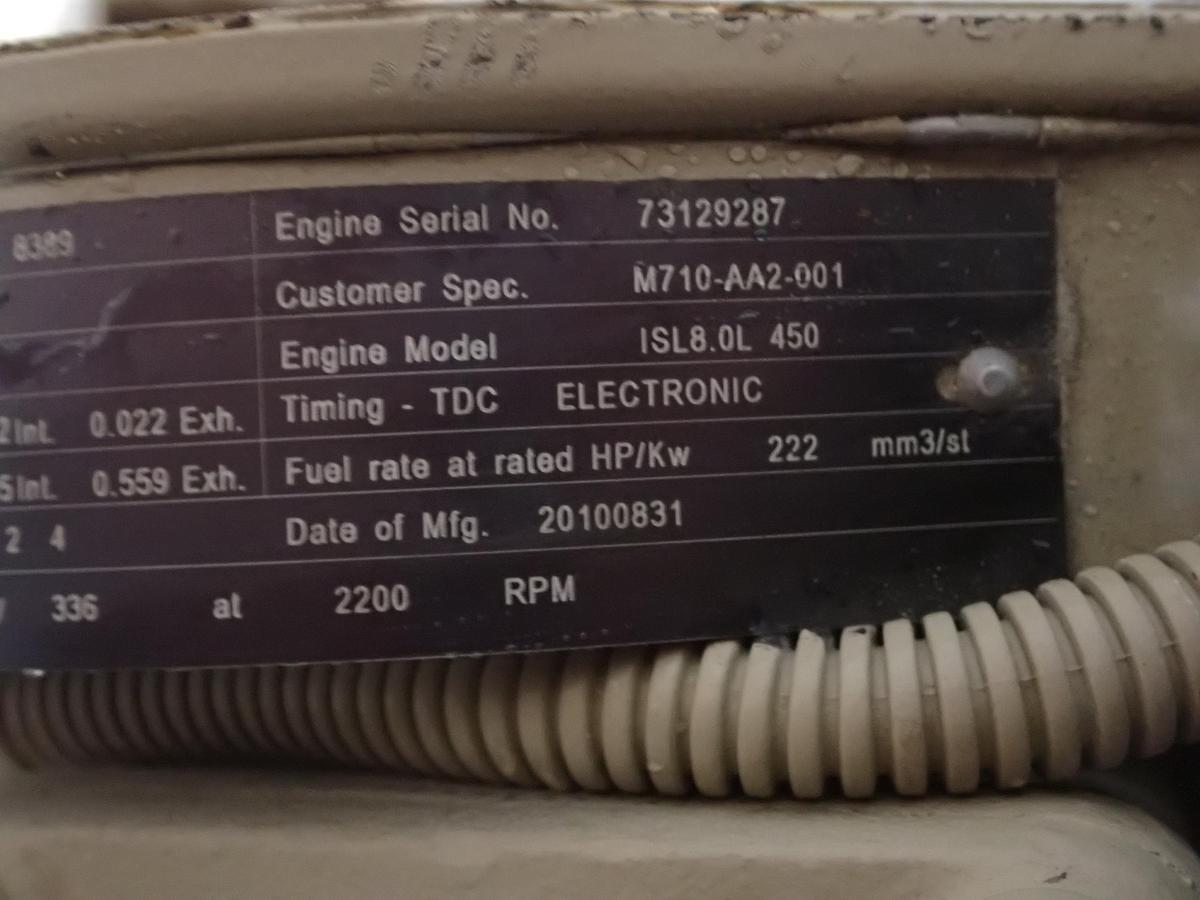 8389 Engine Serial No. 73129287
Customer Spec. M710-AA2-001
Engine Model ISL8.0L 450
Int. 0.022 Exh. Timing - TDC ELECTRONIC
Int. 0.559 Exh. Fuel rate at rated HP/Kw 222 mm3/st
2 4 Date of Mfg. 20100831
336 at 2200 RPM